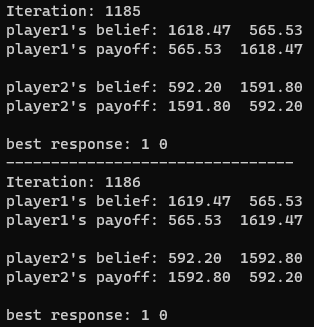 Iteration: 1185
player1's belief: 1618.47  565.53
player1's payoff: 565.53  1618.47
player2's belief: 592.20  1591.80
player2's payoff: 1591.80  592.20
best response: 1 0
--------------------------------
Iteration: 1186
player1's belief: 1619.47  565.53
player1's payoff: 565.53  1619.47
player2's belief: 592.20  1592.80
player2's payoff: 1592.80  592.20
best response: 1 0